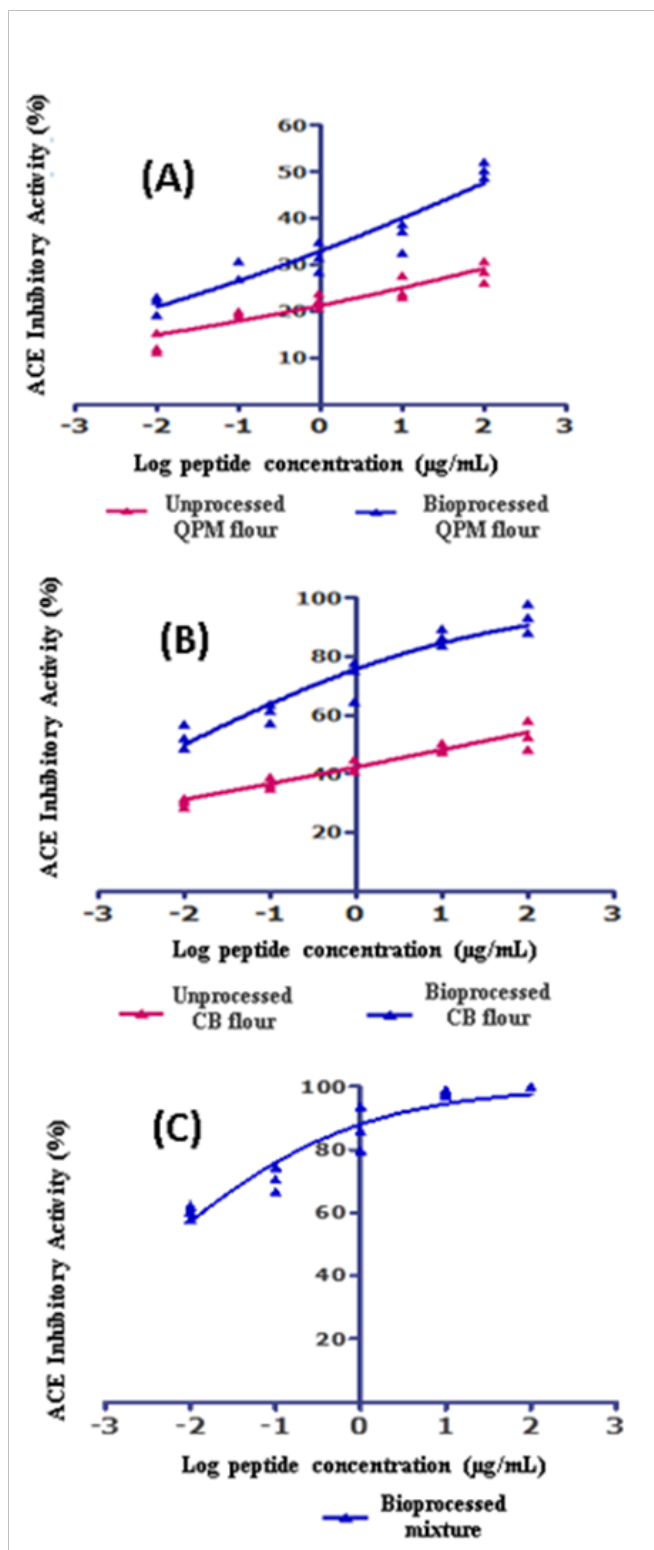 ACE Inhibitory Activity (%)
(A)
60
50
40
30
20
10
-3 -2 -1 0 1 2 3
Log peptide concentration (µg/mL)
Unprocessed
QPM flour
Bioprocessed
QPM flour
ACE Inhibitory Activity (%)
(B)
100
80
60
40
20
-3 -2 -1 0 1 2 3
Log peptide concentration (µg/mL)
Unprocessed
CB flour
Bioprocessed
CB flour
ACE Inhibitory Activity (%)
(C)
100
80
60
40
20
-3 -2 -1 0 1 2 3
Log peptide concentration (µg/mL)
Bioprocessed
mixture